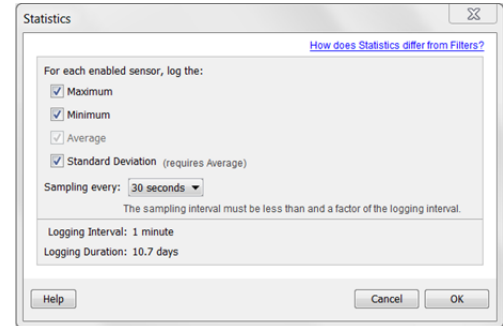 Statistics
How does Statistics differ from Filters?
For each enabled sensor, log the:
Maximum
Minimum
Average
Standard Deviation (requires Average)
Sampling every: 30 seconds
The sampling interval must be less than and a factor of the logging interval.
Logging Interval: 1 minute
Logging Duration: 10.7 days
Help Cancel OK